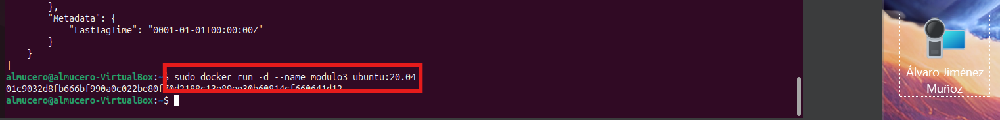 },
"Metadata": {
"LastTagTime": "0001-01-01T00:00:00Z"
}
}
]
almucero@almucero-VirtualBox:~$ sudo docker run -d --name modulo3 ubuntu:20.04
01c9032d8fb666bf990a0c022be80f70d2188c13e89ee30b60814cf660641d12
almucero@almucero-VirtualBox:~$
Álvaro Jiménez
Muñoz